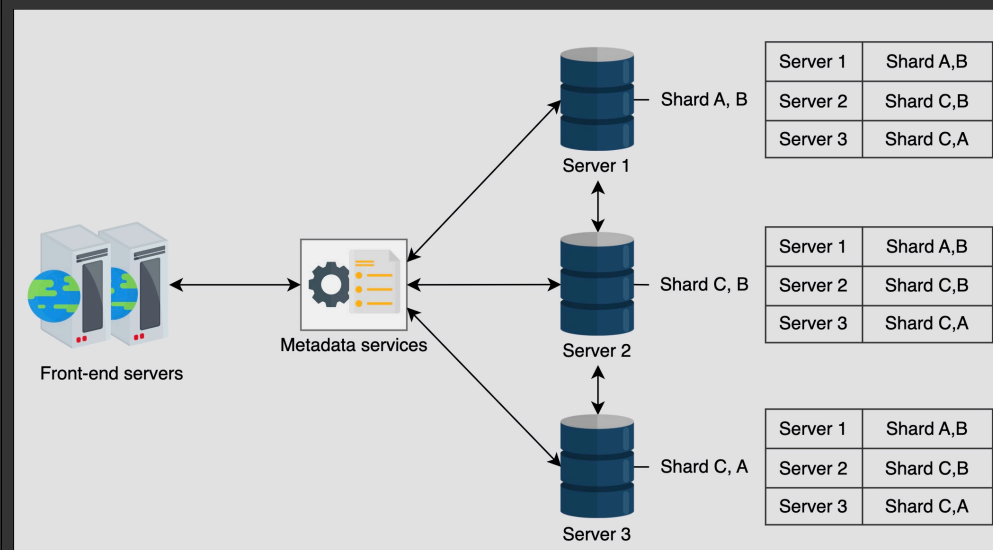 Shard A, B
Server 1
Server 1 Shard A,B
Server 2 Shard C,B
Server 3 Shard C,A
Front-end servers
Metadata services
Shard C, B
Server 2
Server 1 Shard A,B
Server 2 Shard C,B
Server 3 Shard C,A
Shard C, A
Server 3
Server 1 Shard A,B
Server 2 Shard C,B
Server 3 Shard C,A